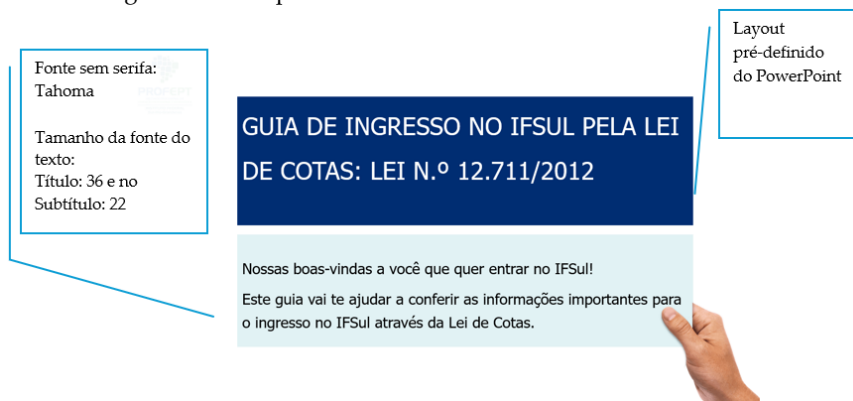 Fonte sem serifa:
Tahoma
PROFEPT
Tamanho da fonte do
texto:
Título: 36 e no
Subtítulo: 22
Layout
pré-definido
do PowerPoint
GUIA DE INGRESSO NO IFSUL PELA LEI
DE COTAS: LEI N.º 12.711/2012
Nossas boas-vindas a você que quer entrar no IFSul!
Este guia vai te ajudar a conferir as informações importantes para
o ingresso no IFSul através da Lei de Cotas.